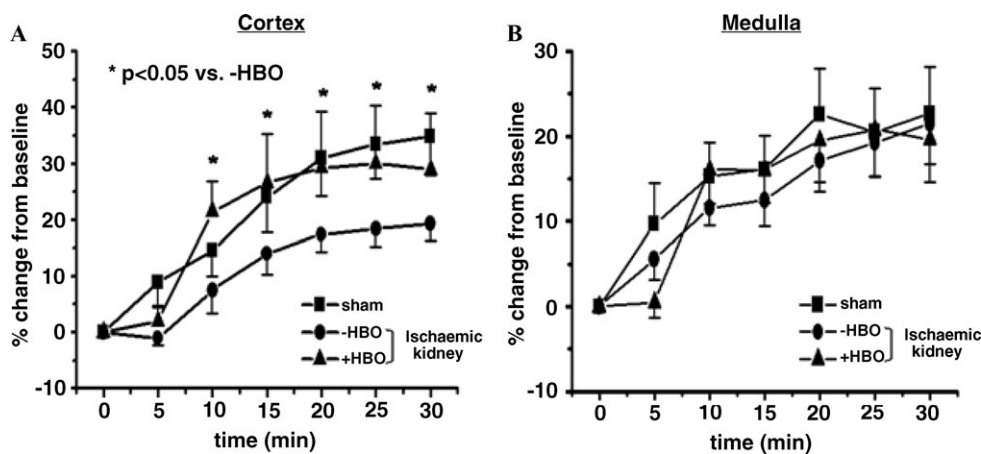 A
Cortex
* p<0.05 vs. -HBO
*
*
*
*
*
% change from baseline
50
40
30
20
10
0
-10
sham
-HBO
+HBO
Ischaemic
kidney
0 5 10 15 20 25 30
time (min)
B
Medulla
% change from baseline
30
20
10
0
-10
sham
-HBO
+HBO
Ischaemic
kidney
0 5 10 15 20 25 30
time (min)